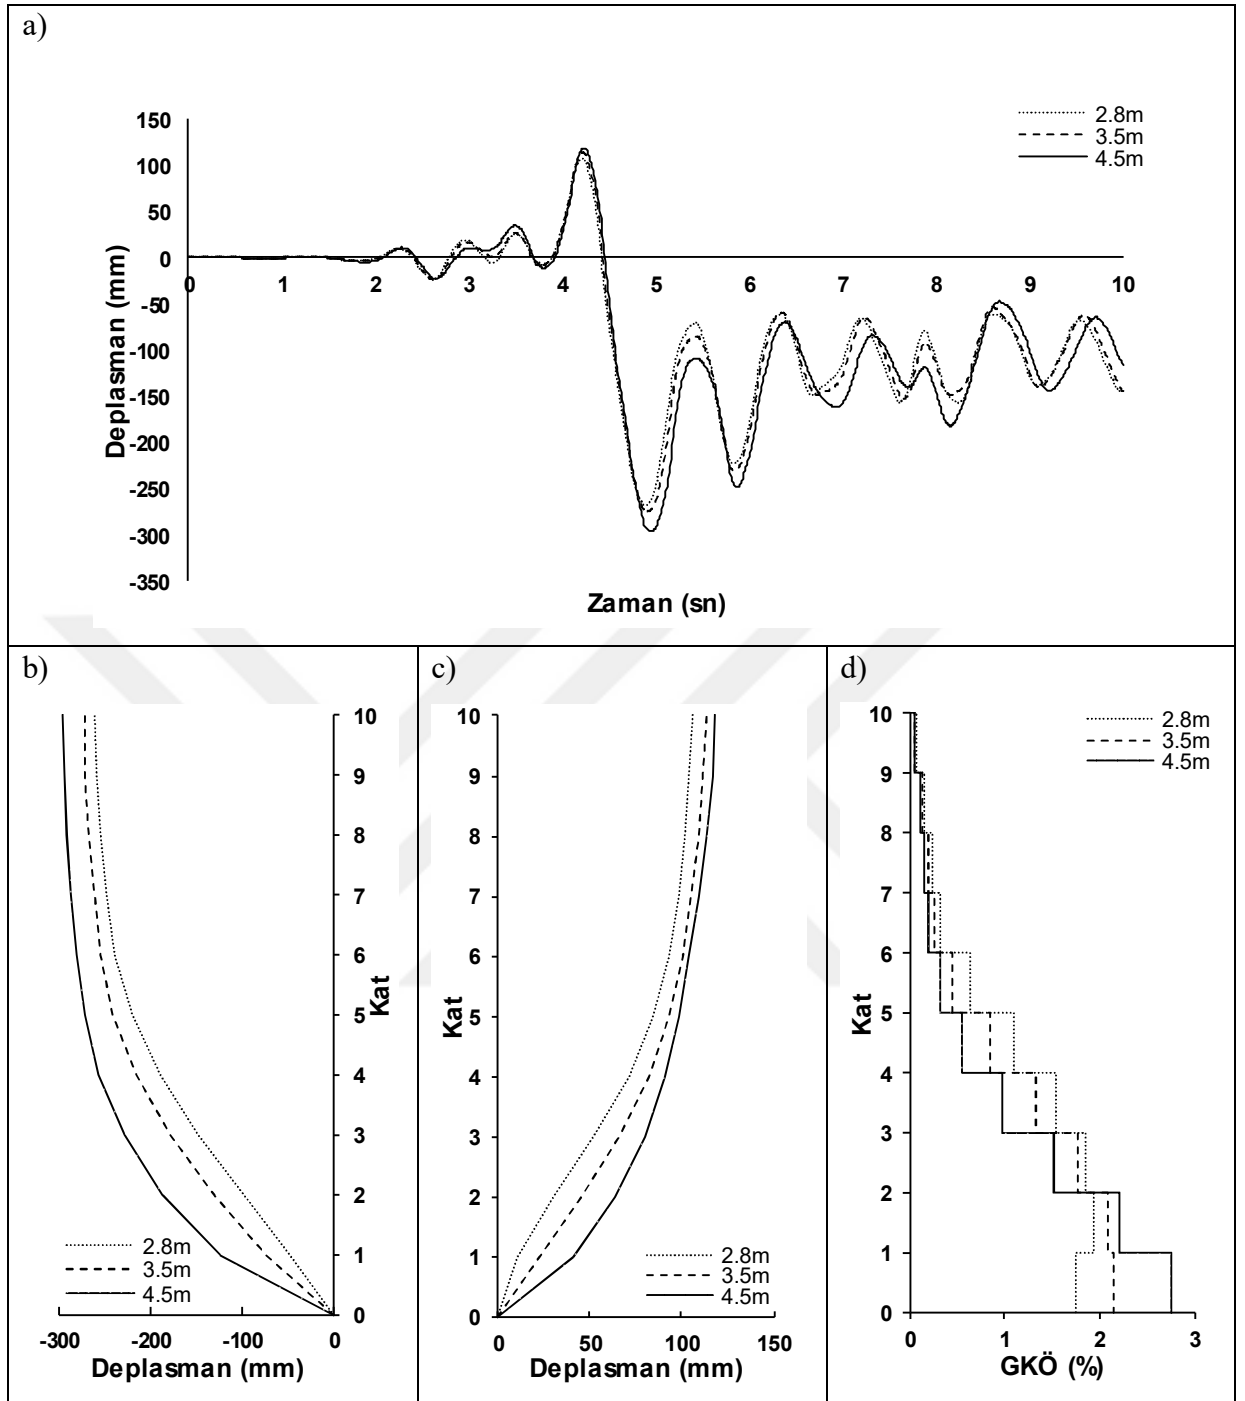 a)
150
100
50
0
-50
-100
-150
-200
-250
-300
-350
Deplasman (mm)
0 1 2 3 4 5 6 7 8 9 10
Zaman (sn)
2.8m
3.5m
4.5m
b)
10
9
8
7
6
5
4
3
2
1
0
Kat
2.8m
3.5m
4.5m
-300 -200 -100 0
Deplasman (mm)
c)
10
9
8
7
6
5
4
3
2
1
0
Kat
2.8m
3.5m
4.5m
0 50 100 150
Deplasman (mm)
d)
10
9
8
7
6
5
4
3
2
1
0
Kat
2.8m
3.5m
4.5m
0 1 2 3
GKÖ (%)